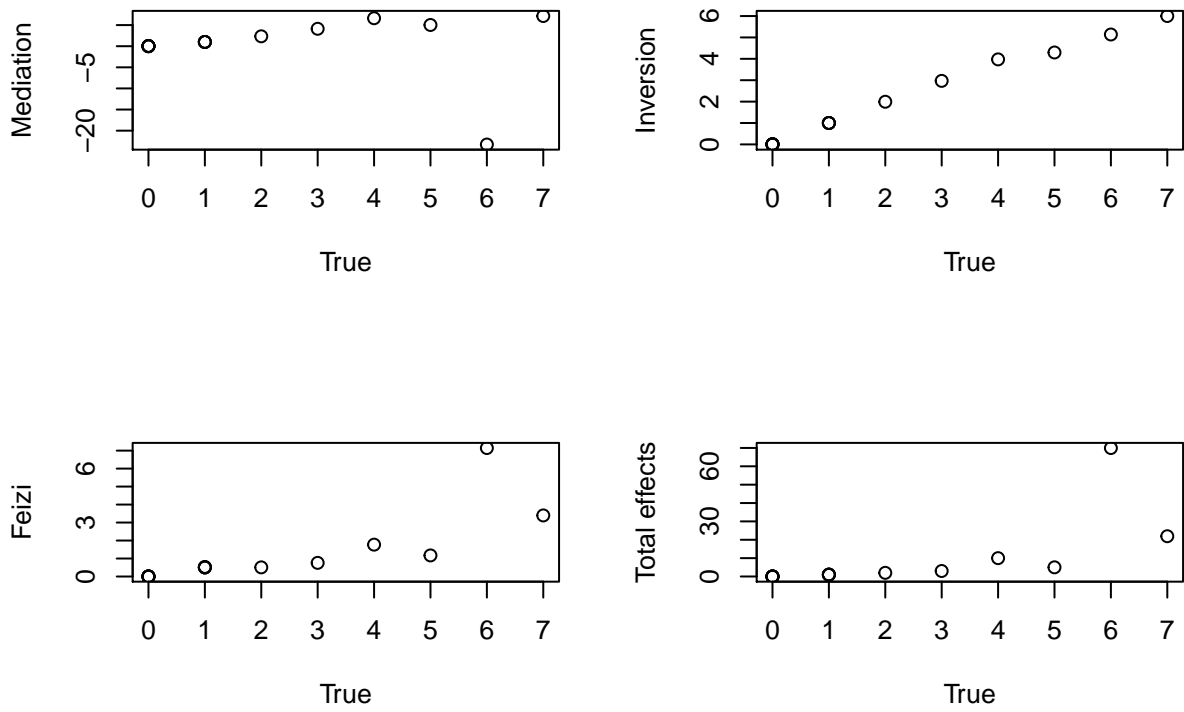 Mediation
−5
−20
0 1 2 3 4 5 6 7
True
Inversion
6
4
2
0
0 1 2 3 4 5 6 7
True
Feizi
6
3
0
0 1 2 3 4 5 6 7
True
Total effects
60
30
0
0 1 2 3 4 5 6 7
True